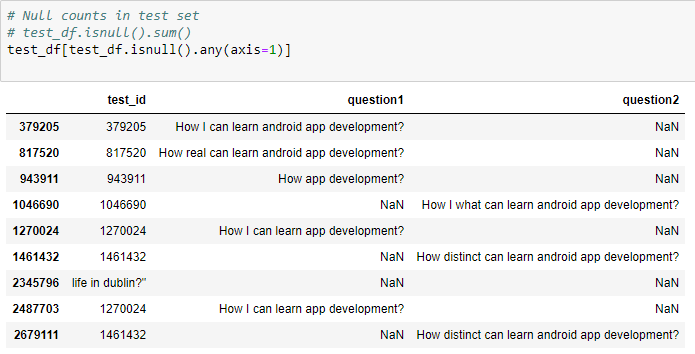 # Null counts in test set
# test_df.isnull().sum()
test_df[test_df.isnull().any(axis=1)]
test_id question1 question2
379205 379205 How I can learn android app development? NaN
817520 817520 How real can learn android app development? NaN
943911 943911 How app development? NaN
1046690 1046690 NaN How I what can learn android app development?
1270024 1270024 How I can learn app development? NaN
1461432 1461432 NaN How distinct can learn android app development?
2345796 life in dublin?" NaN NaN
2487703 1270024 How I can learn app development? NaN
2679111 1461432 NaN How distinct can learn android app development?